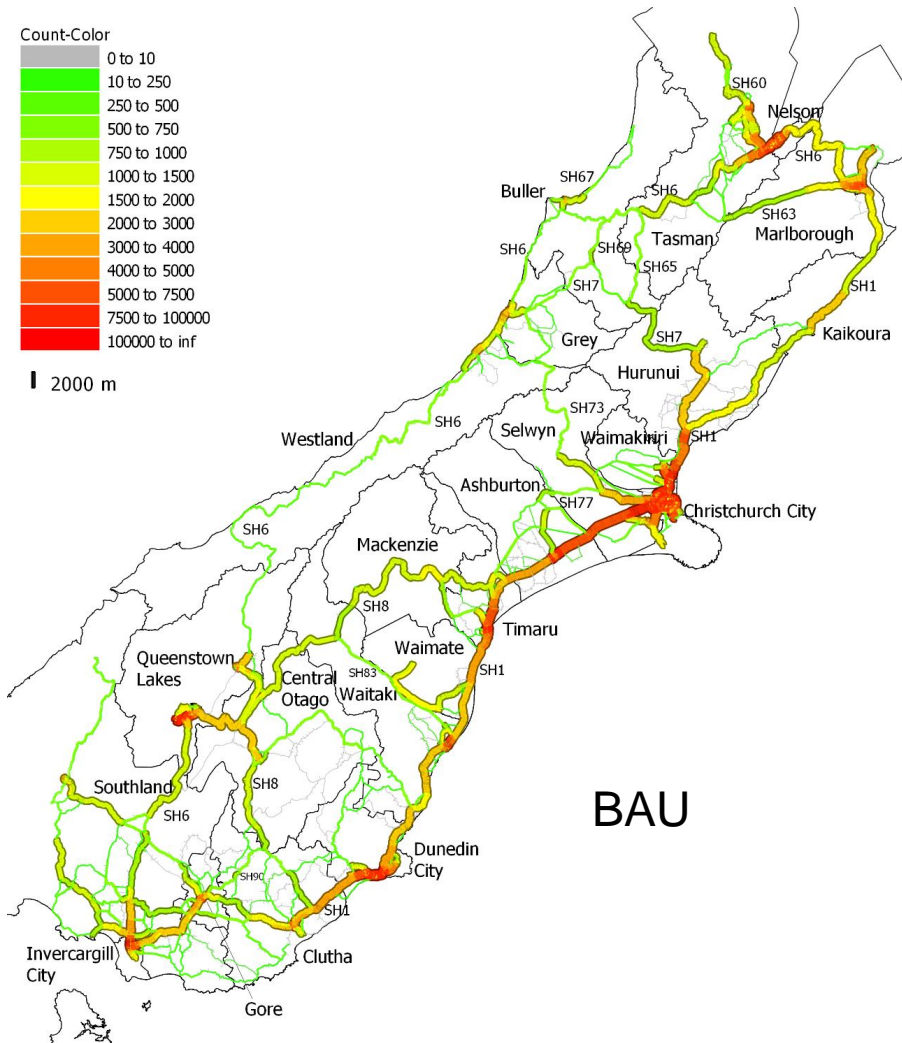 Count-Color
0 to 10
10 to 250
250 to 500
500 to 750
750 to 1000
1000 to 1500
1500 to 2000
2000 to 3000
3000 to 4000
4000 to 5000
5000 to 7500
7500 to 100000
100000 to inf
2000 m
SH60
Nelson
SH6
SH67
Buller
SH6
SH63
Tasman
Marlborough
SH6
SH69
SH65
SH7
SH1
Kaikoura
SH7
Grey
Hurunui
SH73
SH6
Westland
Selwyn
Waimakiriri
SH1
Ashburton
SH77
Christchurch City
SH6
Mackenzie
SH8
Timaru
Waimate
Queenstown
Lakes
SH83
SH1
Central
Otago
Waitaki
Southland
SH8
SH6
BAU
Dunedin
City
SH90
SH1
Invercargill
City
Clutha
Gore